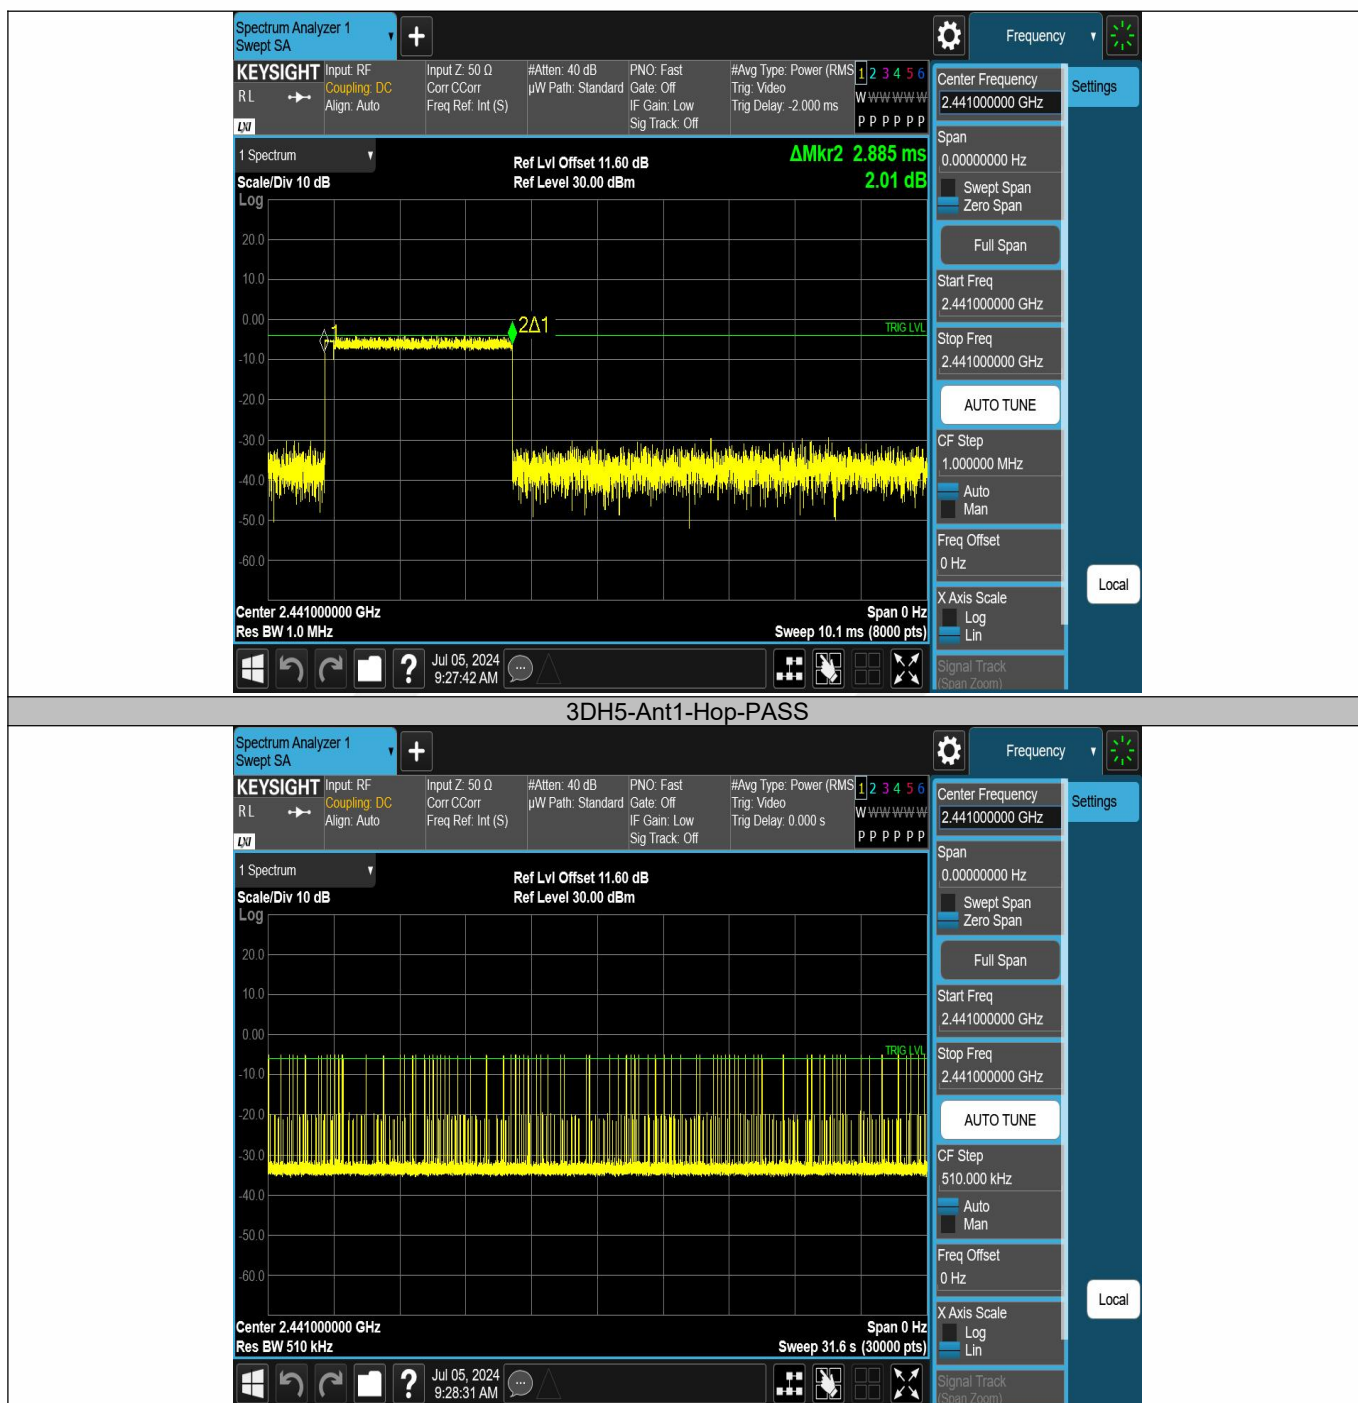 Spectrum Analyzer 1
Swept SA
Frequency
KEYSIGHT
RL
LXI
Input: RF
Coupling: DC
Align: Auto
Input Z: 50 Ω
Corr CCorr
Freq Ref: Int (S)
#Atten: 40 dB
µW Path: Standard
PNO: Fast
Gate: Off
IF Gain: Low
Sig Track: Off
#Avg Type: Power (RMS
Trig: Video
Trig Delay: -2.000 ms
1 2 3 4 5 6
W W W W W W
P P P P P P
1 Spectrum
Scale/Div 10 dB
Log
Ref Lvl Offset 11.60 dB
Ref Level 30.00 dBm
ΔMkr2 2.885 ms
2.01 dB
20.0
10.0
0.00
-10.0
-20.0
-30.0
-40.0
-50.0
-60.0
1
2Δ1
TRIG LVL
Center 2.441000000 GHz
Res BW 1.0 MHz
Span 0 Hz
Sweep 10.1 ms (8000 pts)
Jul 05, 2024
9:27:42 AM
Center Frequency
2.441000000 GHz
Settings
Span
0.00000000 Hz
Swept Span
Zero Span
Full Span
Start Freq
2.441000000 GHz
Stop Freq
2.441000000 GHz
AUTO TUNE
CF Step
1.000000 MHz
Auto
Man
Freq Offset
0 Hz
Local
X Axis Scale
Log
Lin
Signal Track
(Span Zoom)
3DH5-Ant1-Hop-PASS
Spectrum Analyzer 1
Swept SA
Frequency
KEYSIGHT
RL
LXI
Input: RF
Coupling: DC
Align: Auto
Input Z: 50 Ω
Corr CCorr
Freq Ref: Int (S)
#Atten: 40 dB
µW Path: Standard
PNO: Fast
Gate: Off
IF Gain: Low
Sig Track: Off
#Avg Type: Power (RMS
Trig: Video
Trig Delay: 0.000 s
1 2 3 4 5 6
W W W W W W
P P P P P P
1 Spectrum
Scale/Div 10 dB
Log
Ref Lvl Offset 11.60 dB
Ref Level 30.00 dBm
20.0
10.0
0.00
-10.0
-20.0
-30.0
-40.0
-50.0
-60.0
TRIG LVL
Center 2.441000000 GHz
Res BW 510 kHz
Span 0 Hz
Sweep 31.6 s (30000 pts)
Jul 05, 2024
9:28:31 AM
Center Frequency
2.441000000 GHz
Settings
Span
0.00000000 Hz
Swept Span
Zero Span
Full Span
Start Freq
2.441000000 GHz
Stop Freq
2.441000000 GHz
AUTO TUNE
CF Step
510.000 kHz
Auto
Man
Freq Offset
0 Hz
Local
X Axis Scale
Log
Lin
Signal Track
(Span Zoom)